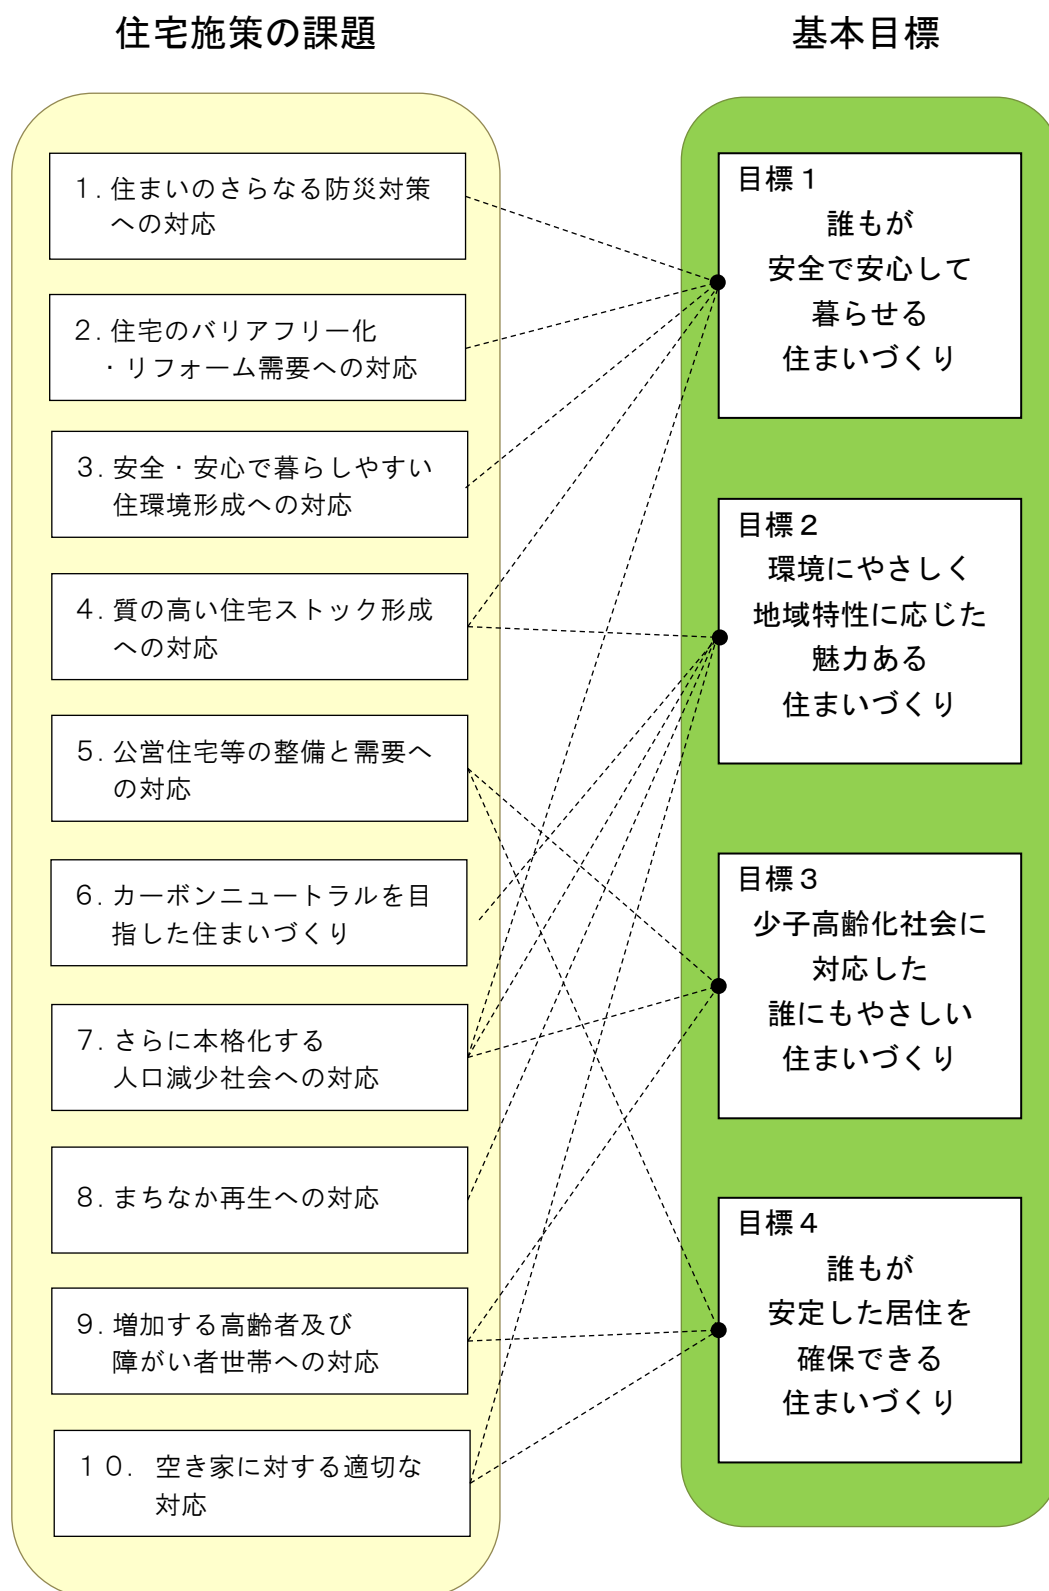 住宅施策の課題
基本目標
１. 住まいのさらなる防災対策
への対応
２. 住宅のバリアフリー化
・リフォーム需要への対応
３. 安全・安心で暮らしやすい
住環境形成への対応
４. 質の高い住宅ストック形成
への対応
５. 公営住宅等の整備と需要へ
の対応
６. カーボンニュートラルを目
指した住まいづくり
７. さらに本格化する
人口減少社会への対応
８. まちなか再生への対応
９. 増加する高齢者及び
障がい者世帯への対応
１０. 空き家に対する適切な
対応
目標１
誰もが
安全で安心して
暮らせる
住まいづくり
目標２
環境にやさしく
地域特性に応じた
魅力ある
住まいづくり
目標３
少子高齢化社会に
対応した
誰にもやさしい
住まいづくり
目標４
誰もが
安定した居住を
確保できる
住まいづくり